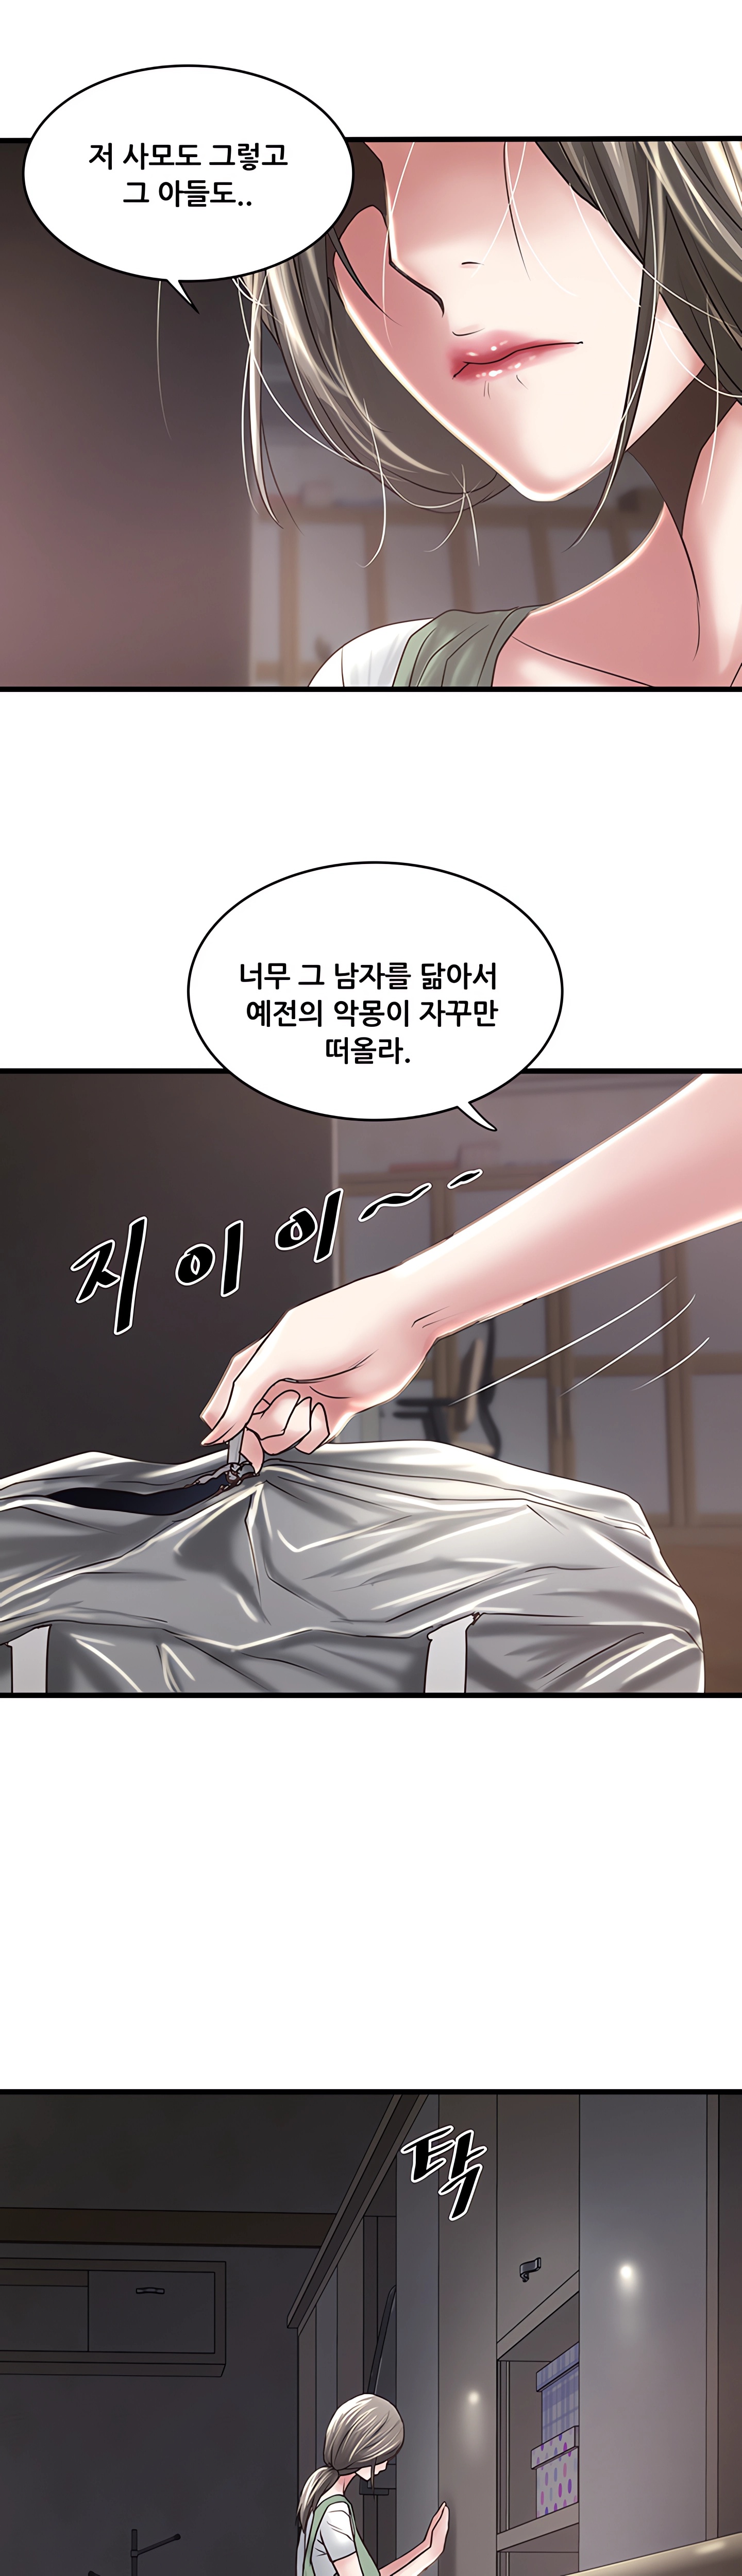 저 사모도 그렇고
그 아들도..
너무 그 남자를 닮아서
예전의 악몽이 자꾸만
떠올라.
지이이~-
탁